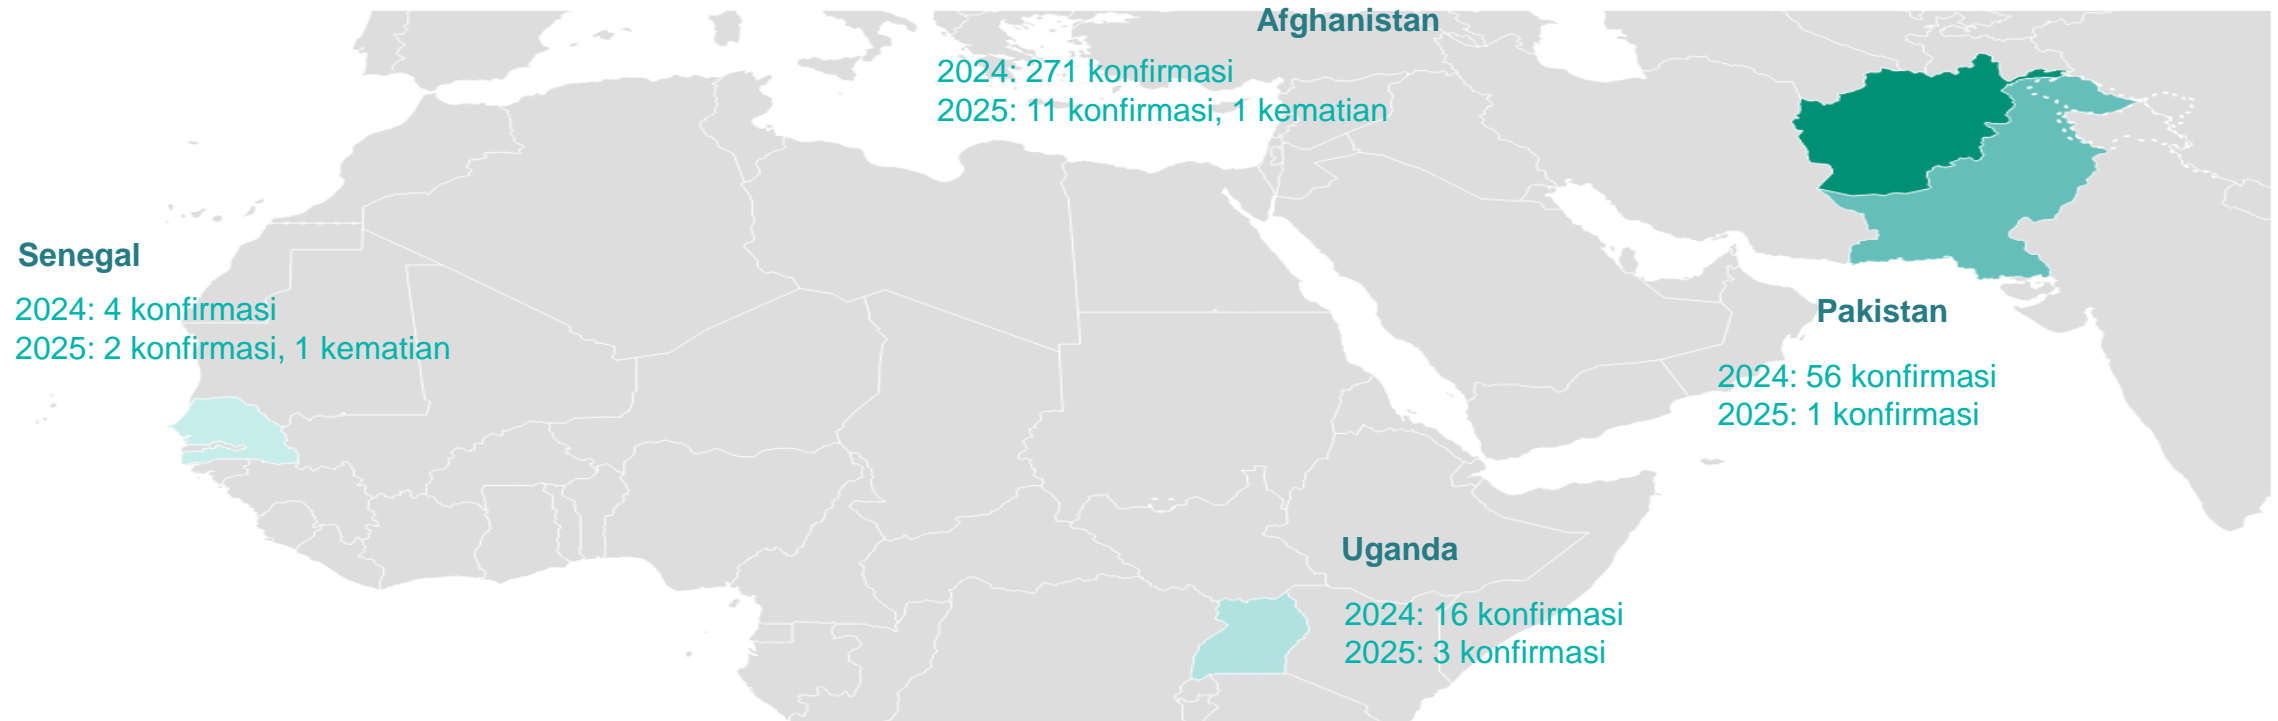 Afghanistan
2024: 271 konfirmasi
2025: 11 konfirmasi, 1 kematian
Senegal
2024: 4 konfirmasi
2025: 2 konfirmasi, 1 kematian
Pakistan
2024: 56 konfirmasi
2025: 1 konfirmasi
Uganda
2024: 16 konfirmasi
2025: 3 konfirmasi